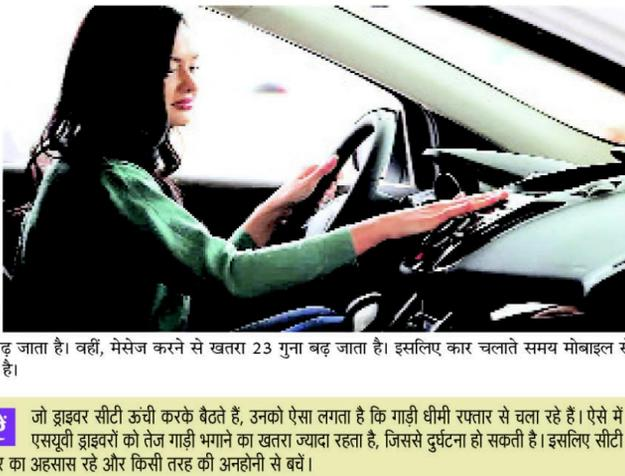 ढ़ जाता है। वहीं, मेसेज करने से खतरा 23 गुना बढ़ जाता है। इसलिए कार चलाते समय मोबाइल
है।
जो ड्राइवर सीटी ऊंची करके बैठते हैं, उनको ऐसा लगता है कि गाड़ी धीमी रफ्तार से चला रहे हैं। ऐसे में
एसयूवी ड्राइवरों को तेज गाड़ी भगाने का खतरा ज्यादा रहता है, जिससे दुर्घटना हो सकती है। इसलिए सीटी
र का अहसास रहे और किसी तरह की अनहोनी से बचें।